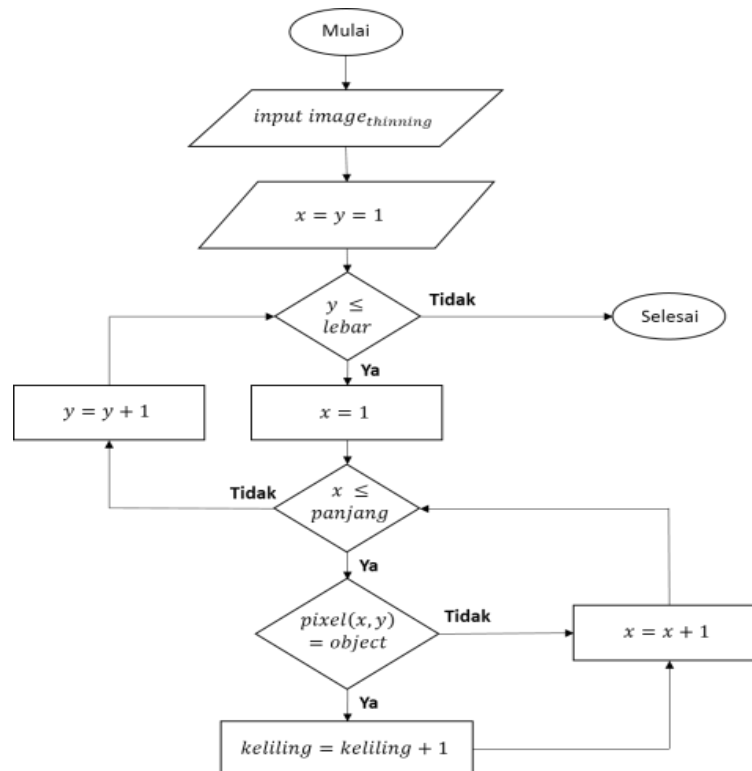 Mulai
input image_thinning
x = y = 1
y ≤
lebar
Tidak
Selesai
Ya
y = y + 1
x = 1
Tidak
x ≤
panjang
Ya
pixel(x, y)
= object
Tidak
x = x + 1
Ya
keliling = keliling + 1